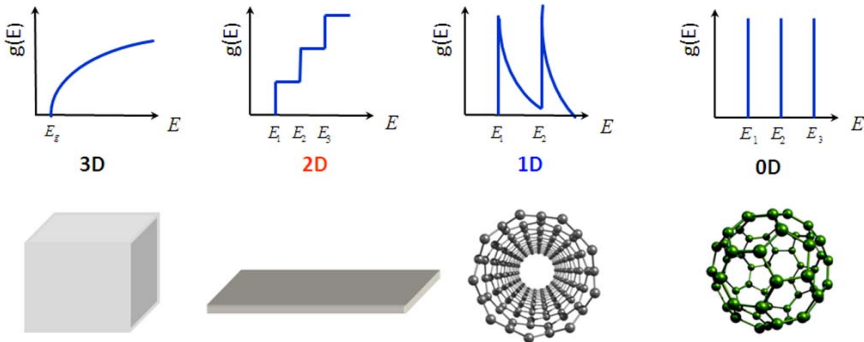 g(E)
E
E_g
3D
g(E)
E
E_1 E_2 E_3
2D
g(E)
E
E_1 E_2
1D
g(E)
E
E_1 E_2 E_3
0D